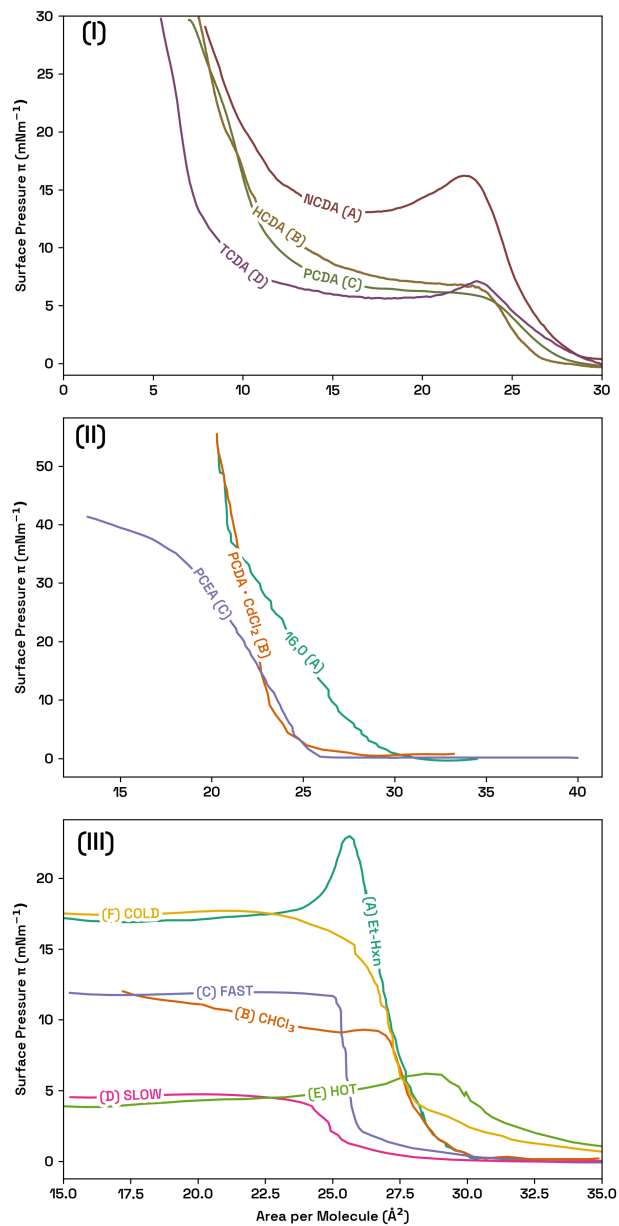 (I)
30
25
20
15
10
5
0
Surface Pressure π (mNm⁻¹)
NCDA (A)
HCDA (B)
PCDA (C)
TCDA (D)
0 5 10 15 20 25 30
(II)
50
40
30
20
10
0
Surface Pressure π (mNm⁻¹)
PCEA (C)
PCDA · CdCl₂ (B)
16,0 (A)
15 20 25 30 35 40
(III)
20
15
10
5
0
Surface Pressure π (mNm⁻¹)
(A) Et-Hxn
(F) COLD
(C) FAST
(B) CHCl₃
(D) SLOW
(E) HOT
15.0 17.5 20.0 22.5 25.0 27.5 30.0 32.5 35.0
Area per Molecule (Å²)